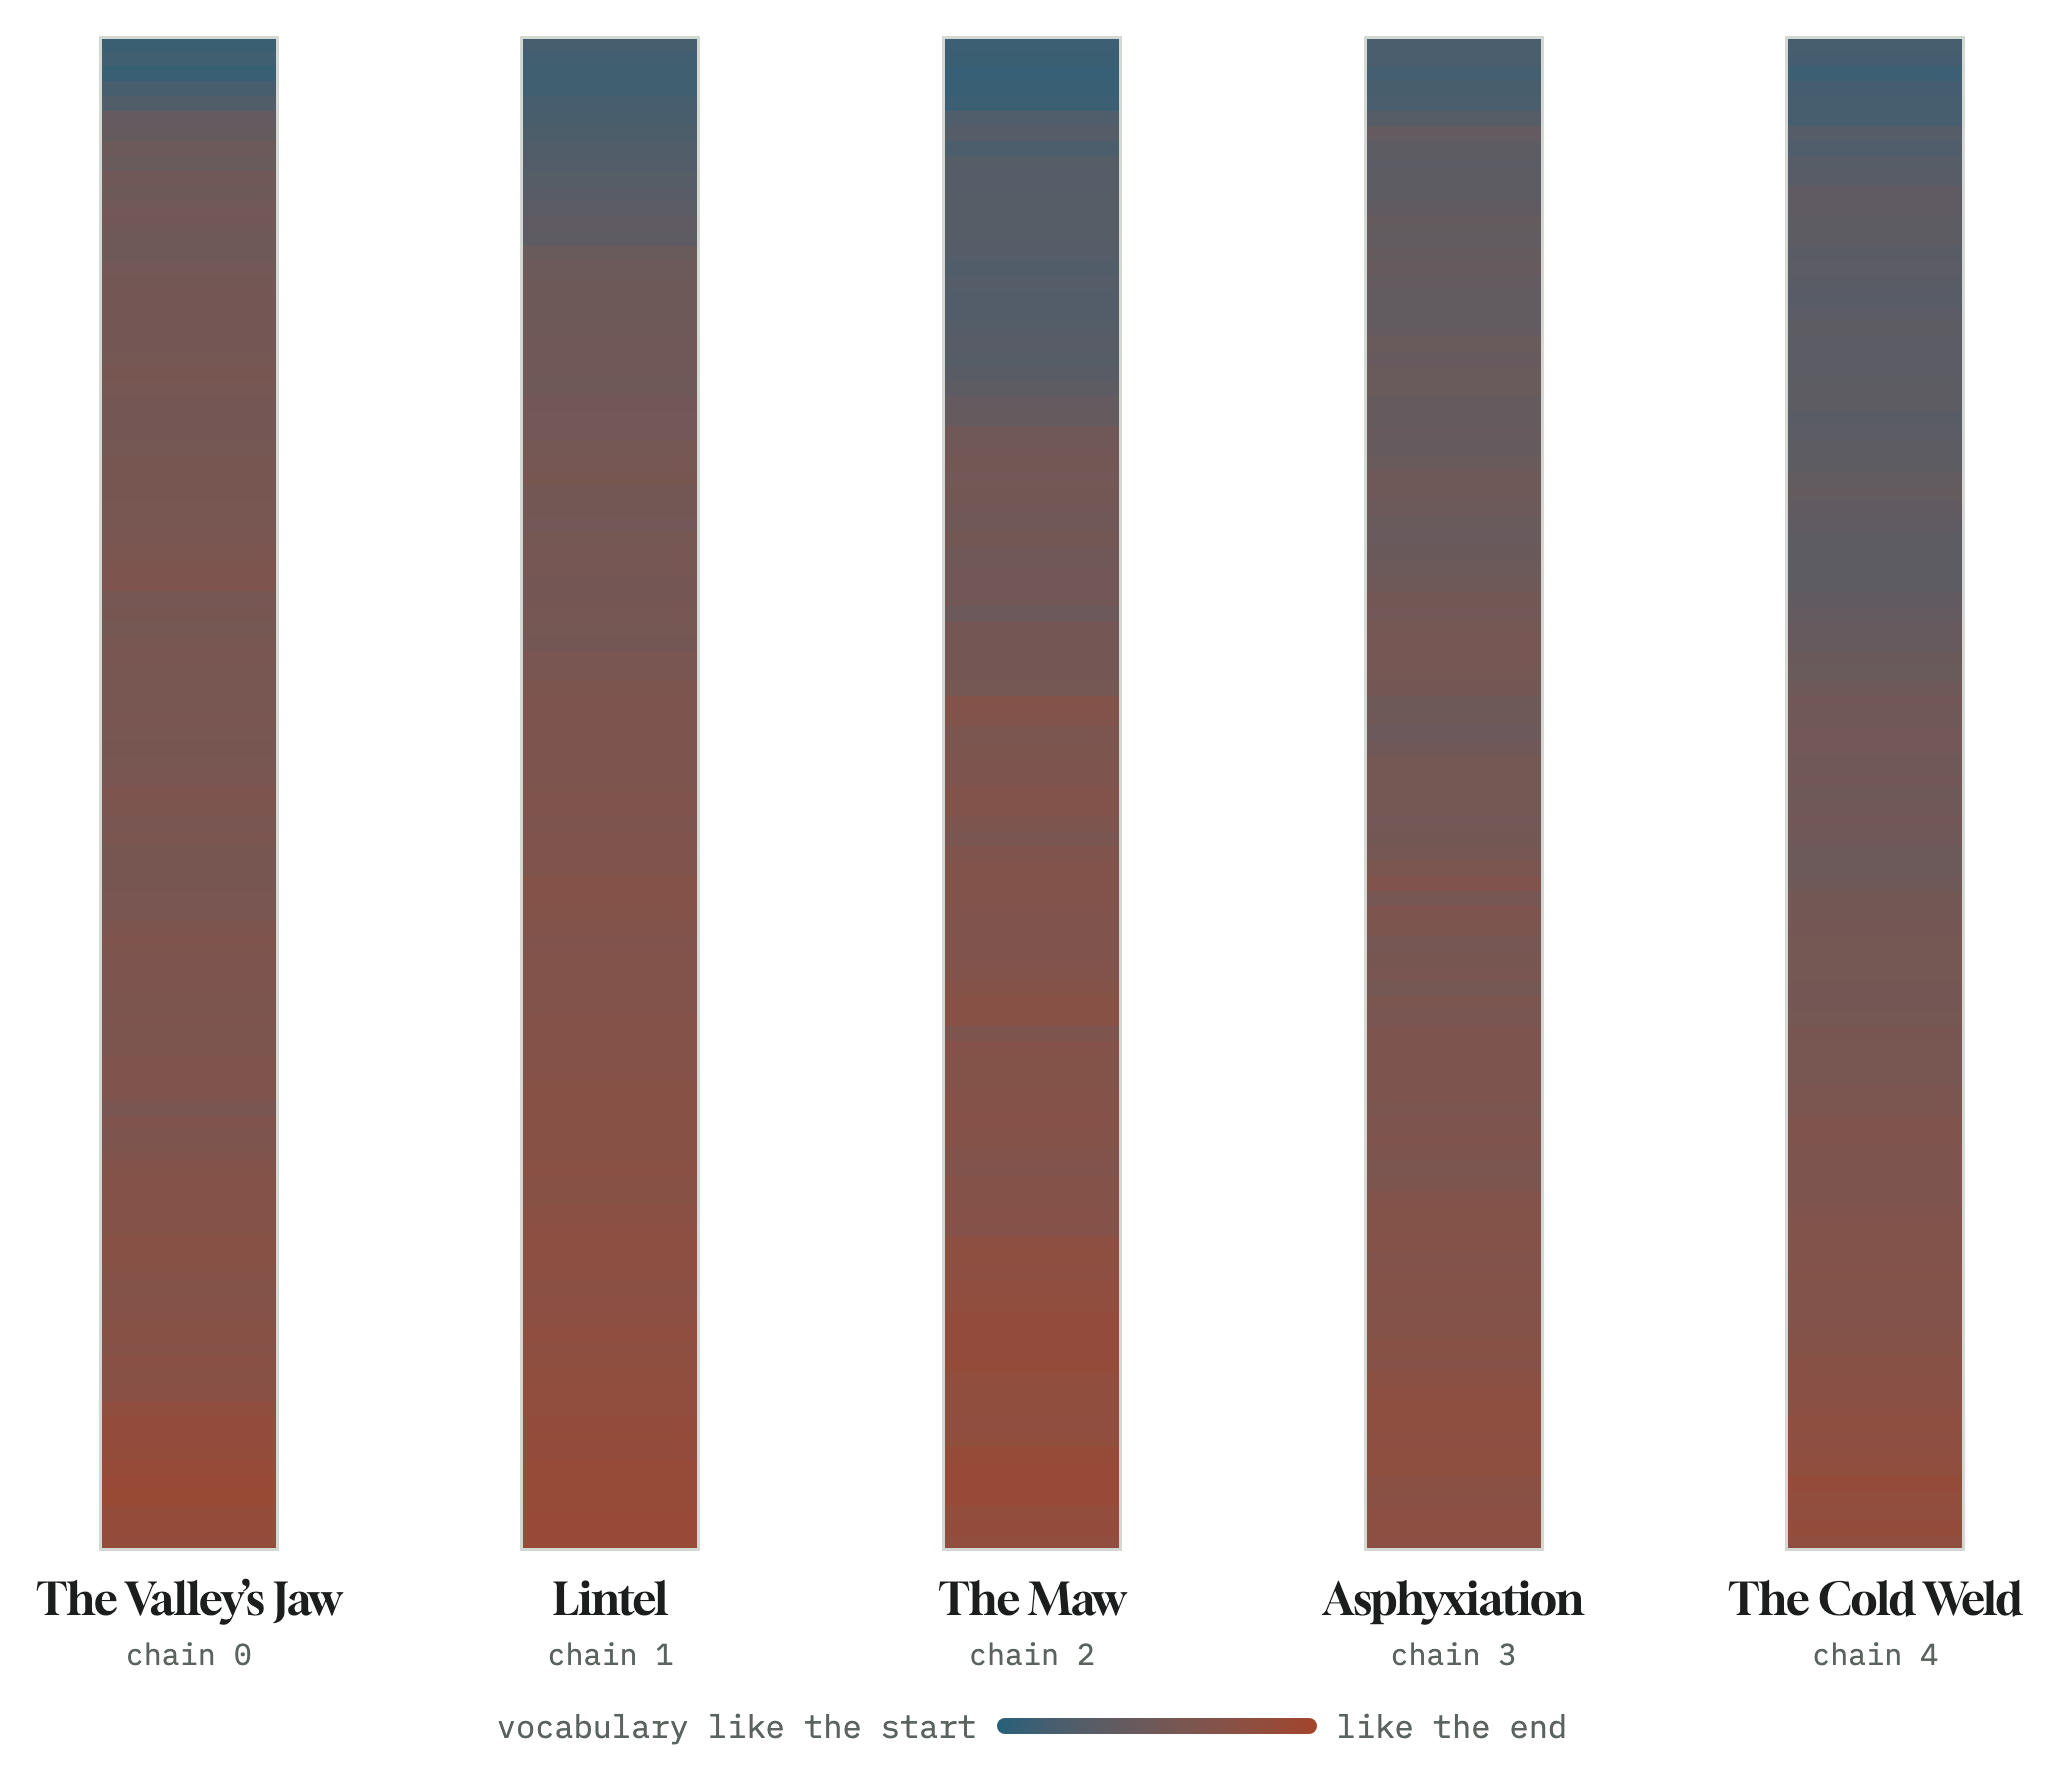 The Valley's Jaw
chain 0
Lintel
chain 1
The Maw
chain 2
Asphyxiation
chain 3
The Cold Weld
chain 4
vocabulary like the start
like the end